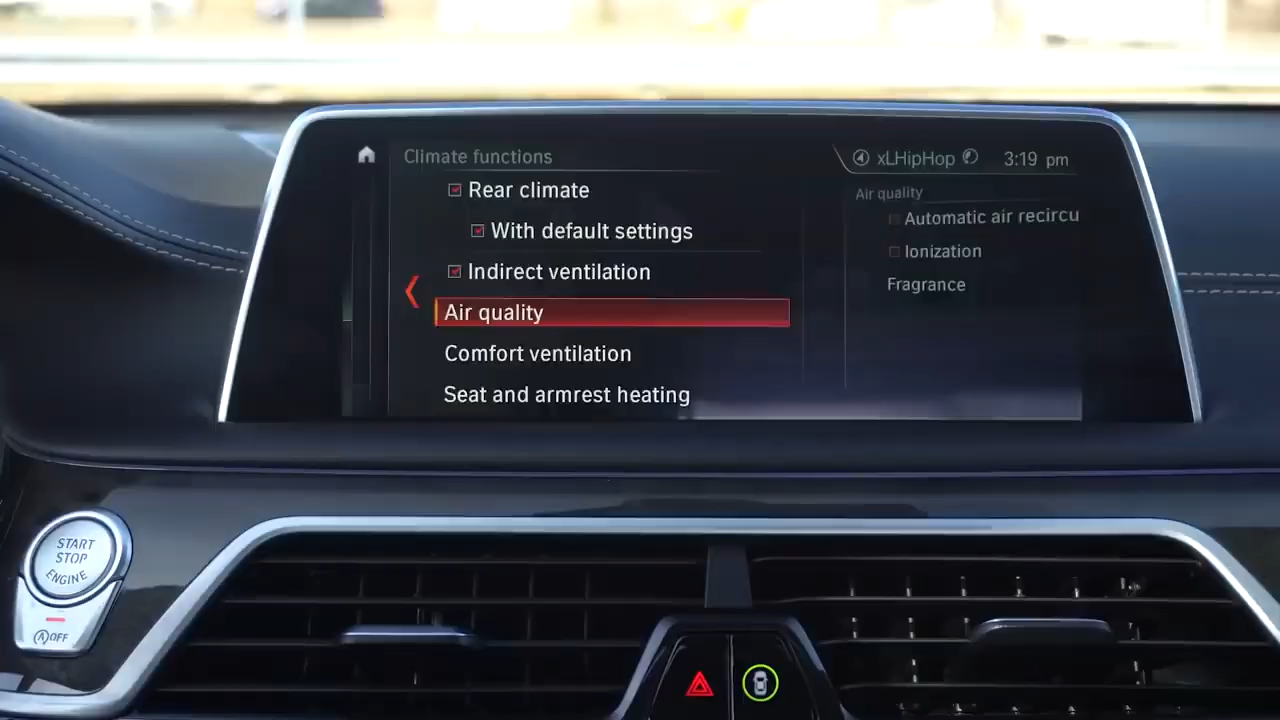 Climate functions
xLHipHop
3:19 pm
Rear climate
With default settings
Indirect ventilation
Air quality
Comfort ventilation
Seat and armrest heating
Air quality
Automatic air recircu
Ionization
Fragrance
START
STOP
ENGINE
A OFF